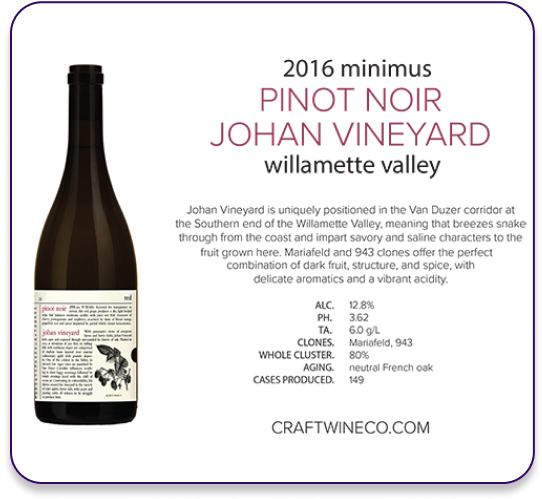 2016 minimus
PINOT NOIR
JOHAN VINEYARD
willamette valley
Johan Vineyard is uniquely positioned in the Van Duzer corridor at
the Southern end of the Willamette Valley, meaning that breezes snake
through from the coast and impart savory and saline characters to the
fruit grown here. Mariafeld and 943 clones offer the perfect
combination of dark fruit, structure, and spice, with
delicate aromatics and a vibrant acidity.
ALC. 12.8%
PH. 3.62
TA. 6.0 g/L
CLONES. Mariafeld, 943
WHOLE CLUSTER. 80%
AGING. neutral French oak
CASES PRODUCED. 149
CRAFTWINECO.COM
red
pinot noir
johan vineyard